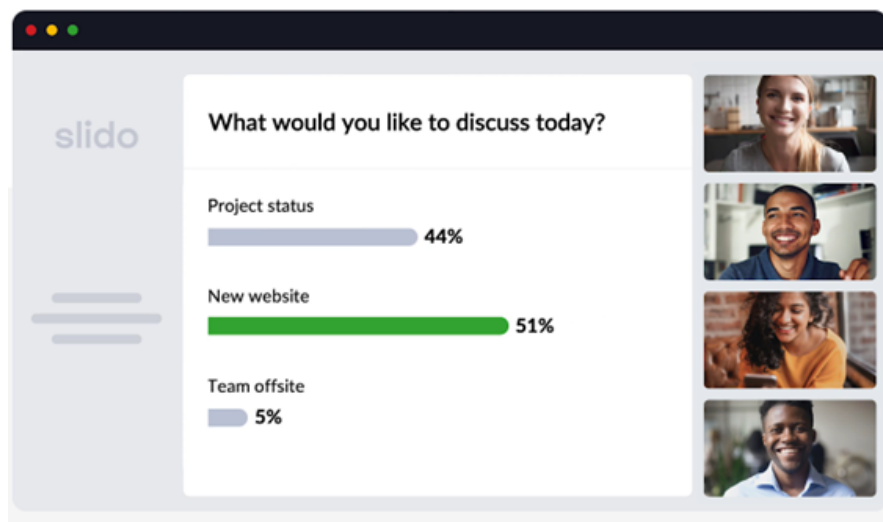 slido
What would you like to discuss today?
Project status
44%
New website
51%
Team offsite
5%